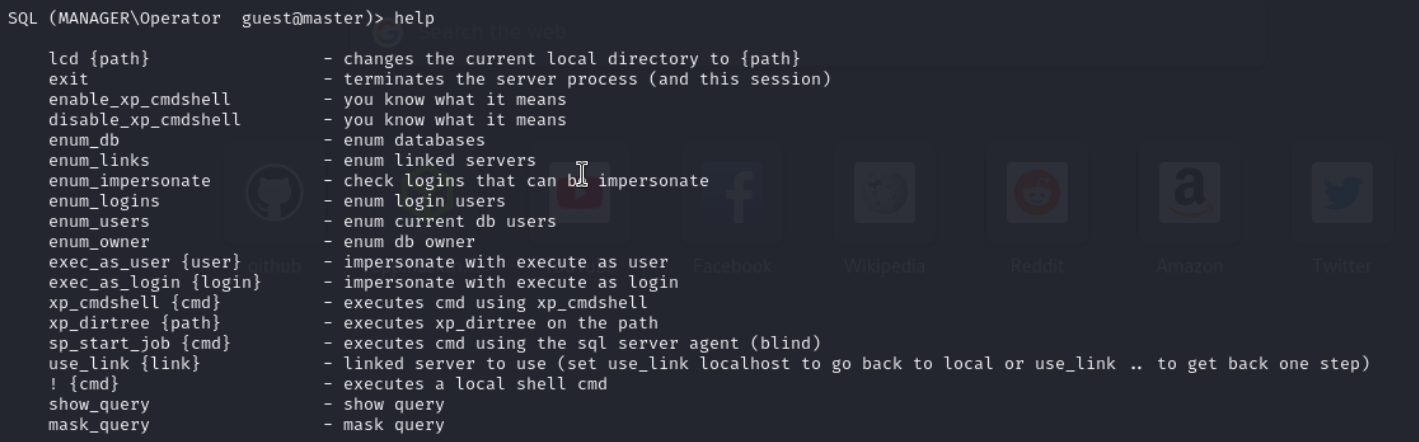 SQL (MANAGER\Operator  guest@master)> help
Search the web
lcd {path} - changes the current local directory to {path}
exit - terminates the server process (and this session)
enable_xp_cmdshell - you know what it means
disable_xp_cmdshell - you know what it means
enum_db - enum databases
enum_links - enum linked servers
enum_impersonate - check logins that can be impersonate
enum_logins - enum login users
enum_users - enum current db users
enum_owner - enum db owner
exec_as_user {user} - impersonate with execute as user
github Facebook Wikipedia Reddit Amazon Twitter
exec_as_login {login} - impersonate with execute as login
xp_cmdshell {cmd} - executes cmd using xp_cmdshell
xp_dirtree {path} - executes xp_dirtree on the path
sp_start_job {cmd} - executes cmd using the sql server agent (blind)
use_link {link} - linked server to use (set use_link localhost to go back to local or use_link .. to get back one step)
! {cmd} - executes a local shell cmd
show_query - show query
mask_query - mask query